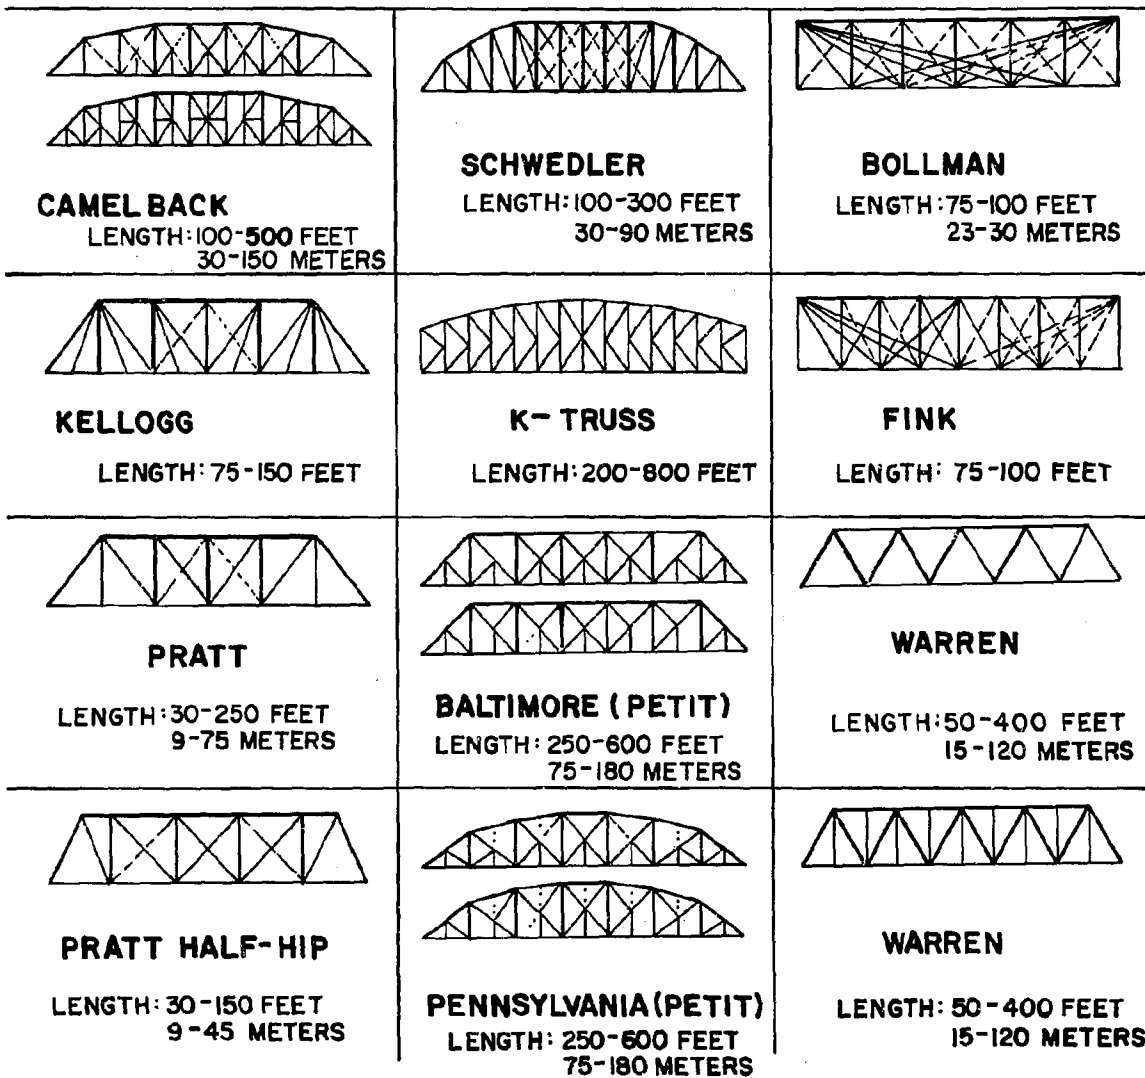 CAMELBACK
LENGTH: 100-500 FEET
30-150 METERS
SCHWEDLER
LENGTH: 100-300 FEET
30-90 METERS
BOLLMAN
LENGTH: 75-100 FEET
23-30 METERS
KELLOGG
LENGTH: 75-150 FEET
K-TRUSS
LENGTH: 200-800 FEET
FINK
LENGTH: 75-100 FEET
PRATT
LENGTH: 30-250 FEET
9-75 METERS
BALTIMORE (PETIT)
LENGTH: 250-600 FEET
75-180 METERS
WARREN
LENGTH: 50-400 FEET
15-120 METERS
PRATT HALF-HIP
LENGTH: 30-150 FEET
9-45 METERS
PENNSYLVANIA (PETIT)
LENGTH: 250-600 FEET
75-180 METERS
WARREN
LENGTH: 50-400 FEET
15-120 METERS